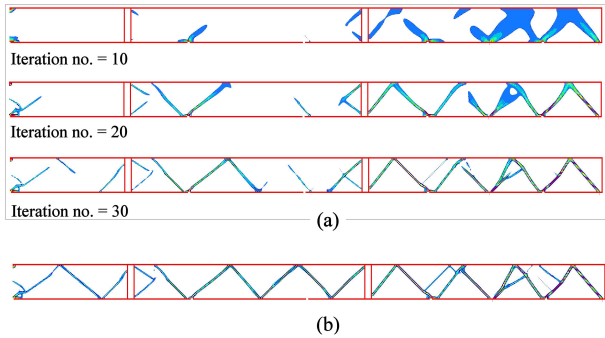 Iteration no. = 10
Iteration no. = 20
Iteration no. = 30
(a)
(b)